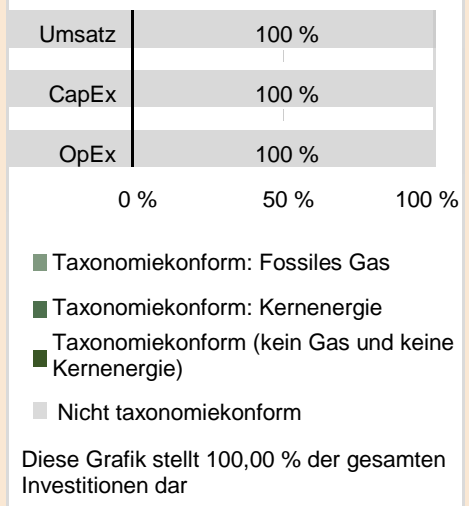 Umsatz 100 %
CapEx 100 %
OpEx 100 %
0 % 50 % 100 %
Taxonomiekonform: Fossiles Gas
Taxonomiekonform: Kernenergie
Taxonomiekonform (kein Gas und keine
Kernenergie)
Nicht taxonomiekonform
Diese Grafik stellt 100,00 % der gesamten
Investitionen dar